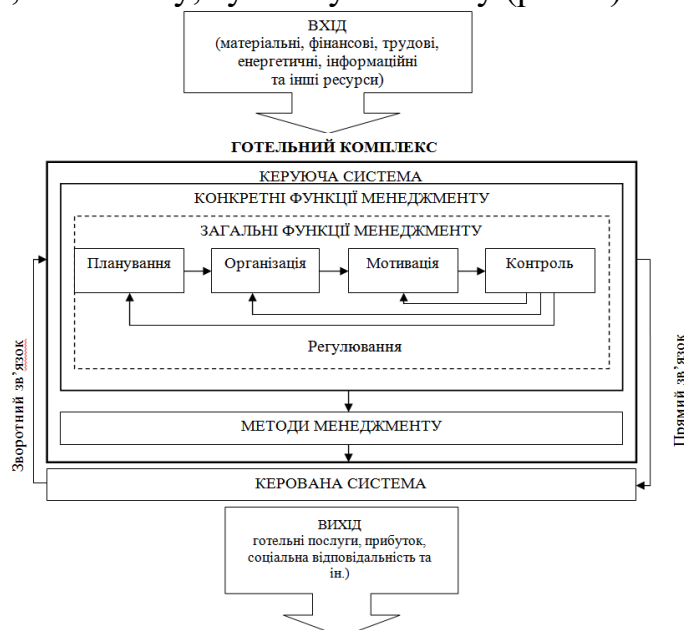 ВХІД
(матеріальні, фінансові, трудові,
енергетичні, інформаційні
та інші ресурси)
ГОТЕЛЬНИЙ КОМПЛЕКС
КЕРУЮЧА СИСТЕМА
КОНКРЕТНІ ФУНКЦІЇ МЕНЕДЖМЕНТУ
ЗАГАЛЬНІ ФУНКЦІЇ МЕНЕДЖМЕНТУ
Планування
Організація
Мотивація
Контроль
Регулювання
Зворотний зв’язок
Прямий зв’язок
МЕТОДИ МЕНЕДЖМЕНТУ
КЕРОВАНА СИСТЕМА
ВИХІД
готельні послуги, прибуток,
соціальна відповідальність та
ін.)